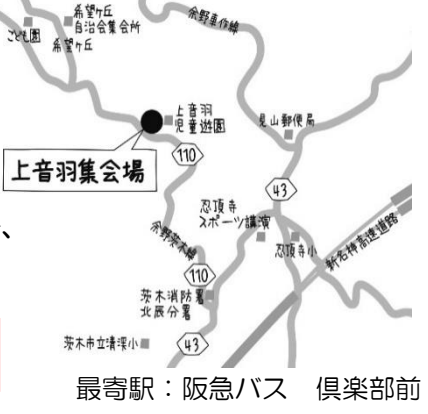 こども園
希望ヶ丘
自治会集会所
希望ヶ丘
余野車作線
上音羽
児童遊園
見山郵便局
上音羽集会場
110
43
忍頂寺
スポーツ講演
忍頂寺小
新名神高速道路
余野茨木線
、
110
茨木消防署
北辰分署
茨木市立清渓小
43
最寄駅：阪急バス　倶楽部前